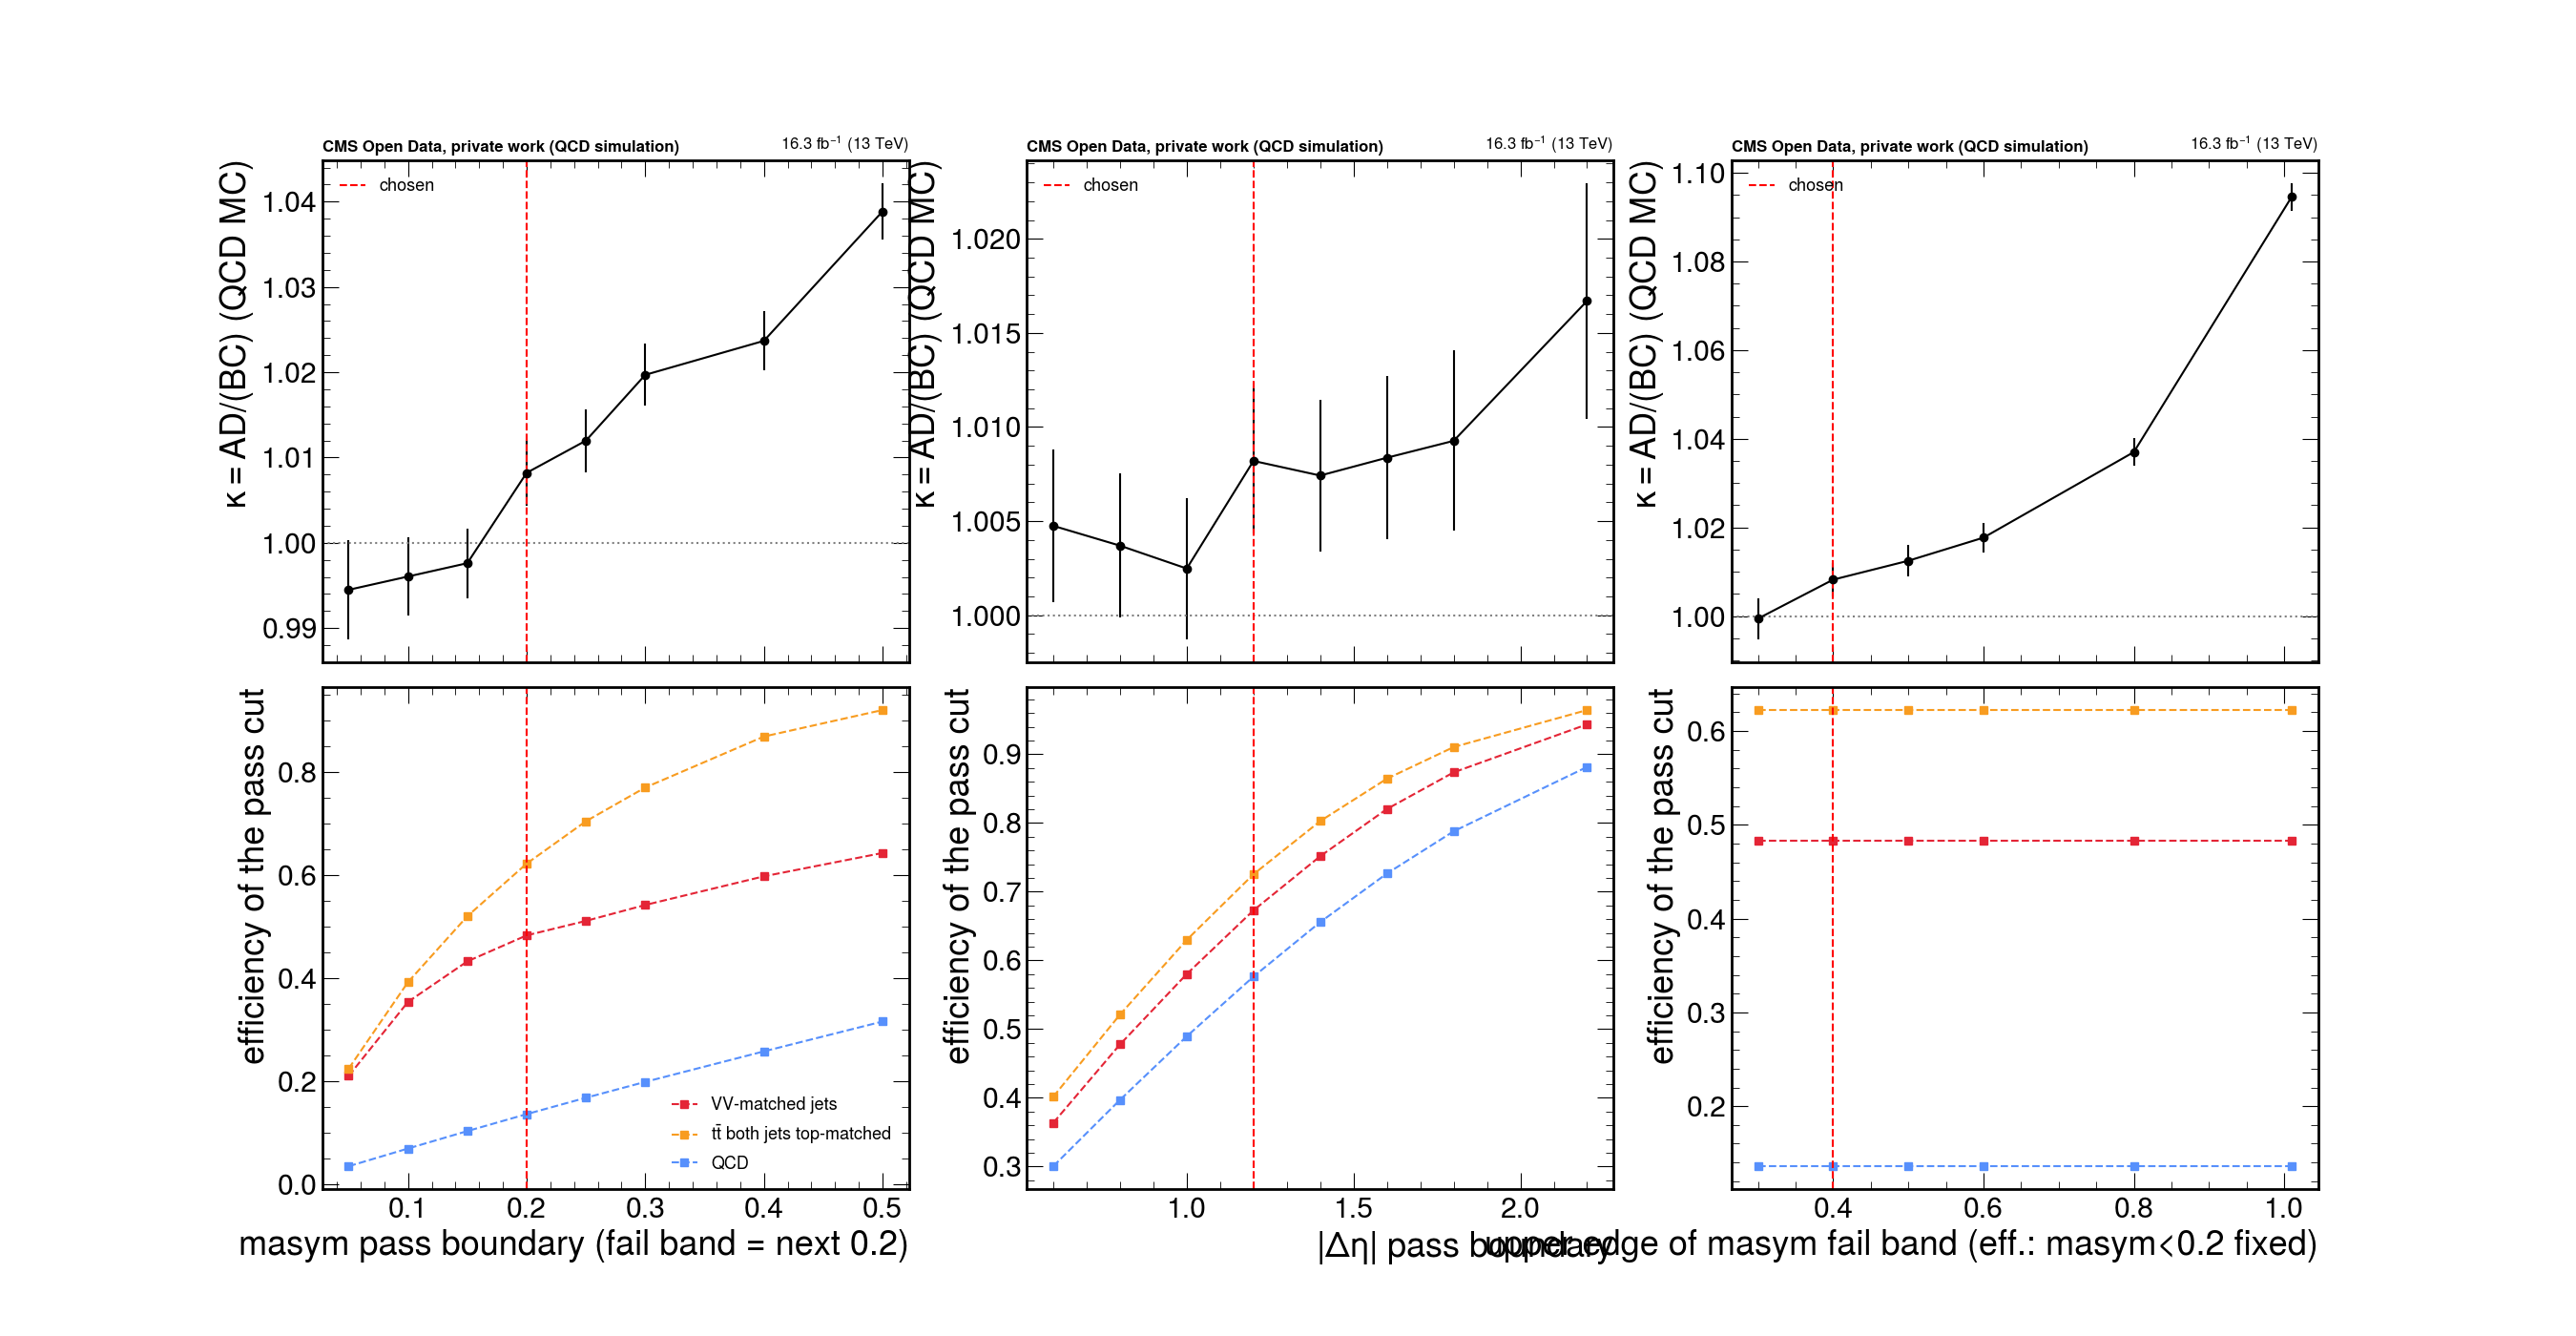 CMS Open Data, private work (QCD simulation) 16.3 fb⁻¹ (13 TeV)
chosen
κ = AD/(BC) (QCD MC)
1.04
1.03
1.02
1.01
1.00
0.99
CMS Open Data, private work (QCD simulation) 16.3 fb⁻¹ (13 TeV)
chosen
κ = AD/(BC) (QCD MC)
1.020
1.015
1.010
1.005
1.000
CMS Open Data, private work (QCD simulation) 16.3 fb⁻¹ (13 TeV)
chosen
κ = AD/(BC) (QCD MC)
1.10
1.08
1.06
1.04
1.02
1.00
efficiency of the pass cut
0.8
0.6
0.4
0.2
0.0
VV-matched jets
tt̄ both jets top-matched
QCD
0.1 0.2 0.3 0.4 0.5
masym pass boundary (fail band = next 0.2)
efficiency of the pass cut
0.9
0.8
0.7
0.6
0.5
0.4
0.3
1.0 1.5 2.0
|Δη| pass boundary
efficiency of the pass cut
0.6
0.5
0.4
0.3
0.2
0.4 0.6 0.8 1.0
upper edge of masym fail band (eff.: masym<0.2 fixed)